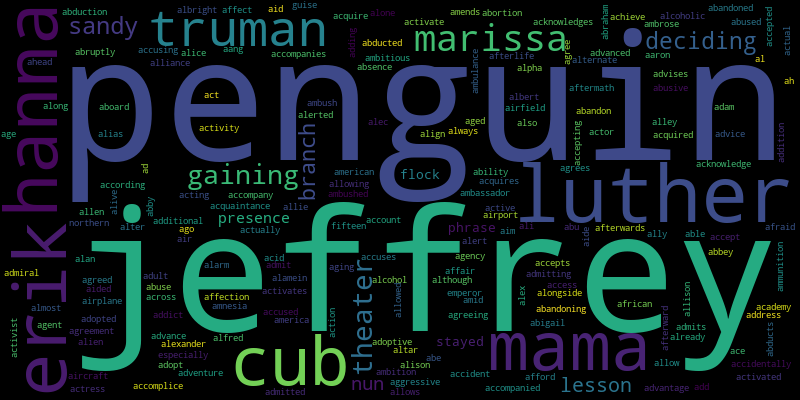 abduction
albright affect aid guise acquire alone amends abortion acknowledges abraham achieve alcoholic abandoned
sandy truman accusing alice aang accompanies activate marissa ambrose abused accepted
abruptly alliance abducted ambitious adding agree advanced aaron deciding actual
ahead absence ambulance afterlife alternate al
hanna penguin
along aboard act ambush alpha advises aftermath abusive ah
alias activity alerted albert airfield abandon adam
age alec align always aged also actor alley acquired advice addition
according ad gaining branch american flock ability agrees accepting acknowledge
alive abby acting accompany allowing ambassador acquires luther
allen acquaintance allie ambushed active
northern alter additional presence fifteen account airport ali abu afterwards able accept afraid
ago actually phrase aim aide ally abbey
erik jeffrey
alan air acid admit accuses alert agency accepts admitting ammunition
admiral agreed adult alarm alamein aging affair although access
aided abuse alcohol alongside allison
almost airplane across affection activates theater allowed emperor amid alex african academy
adopted addict amnesia accused action agreeing abandoning afterward address
activist agent agreement advance alfred america abigail admits already
alien alexander cub adoptive stayed mama abducts ace
especially altar abe allow accidentally
adopt adventure alison accident
aircraft accomplice nun ambition aggressive afford lesson activated
actress admitted allows accompanied advantage add